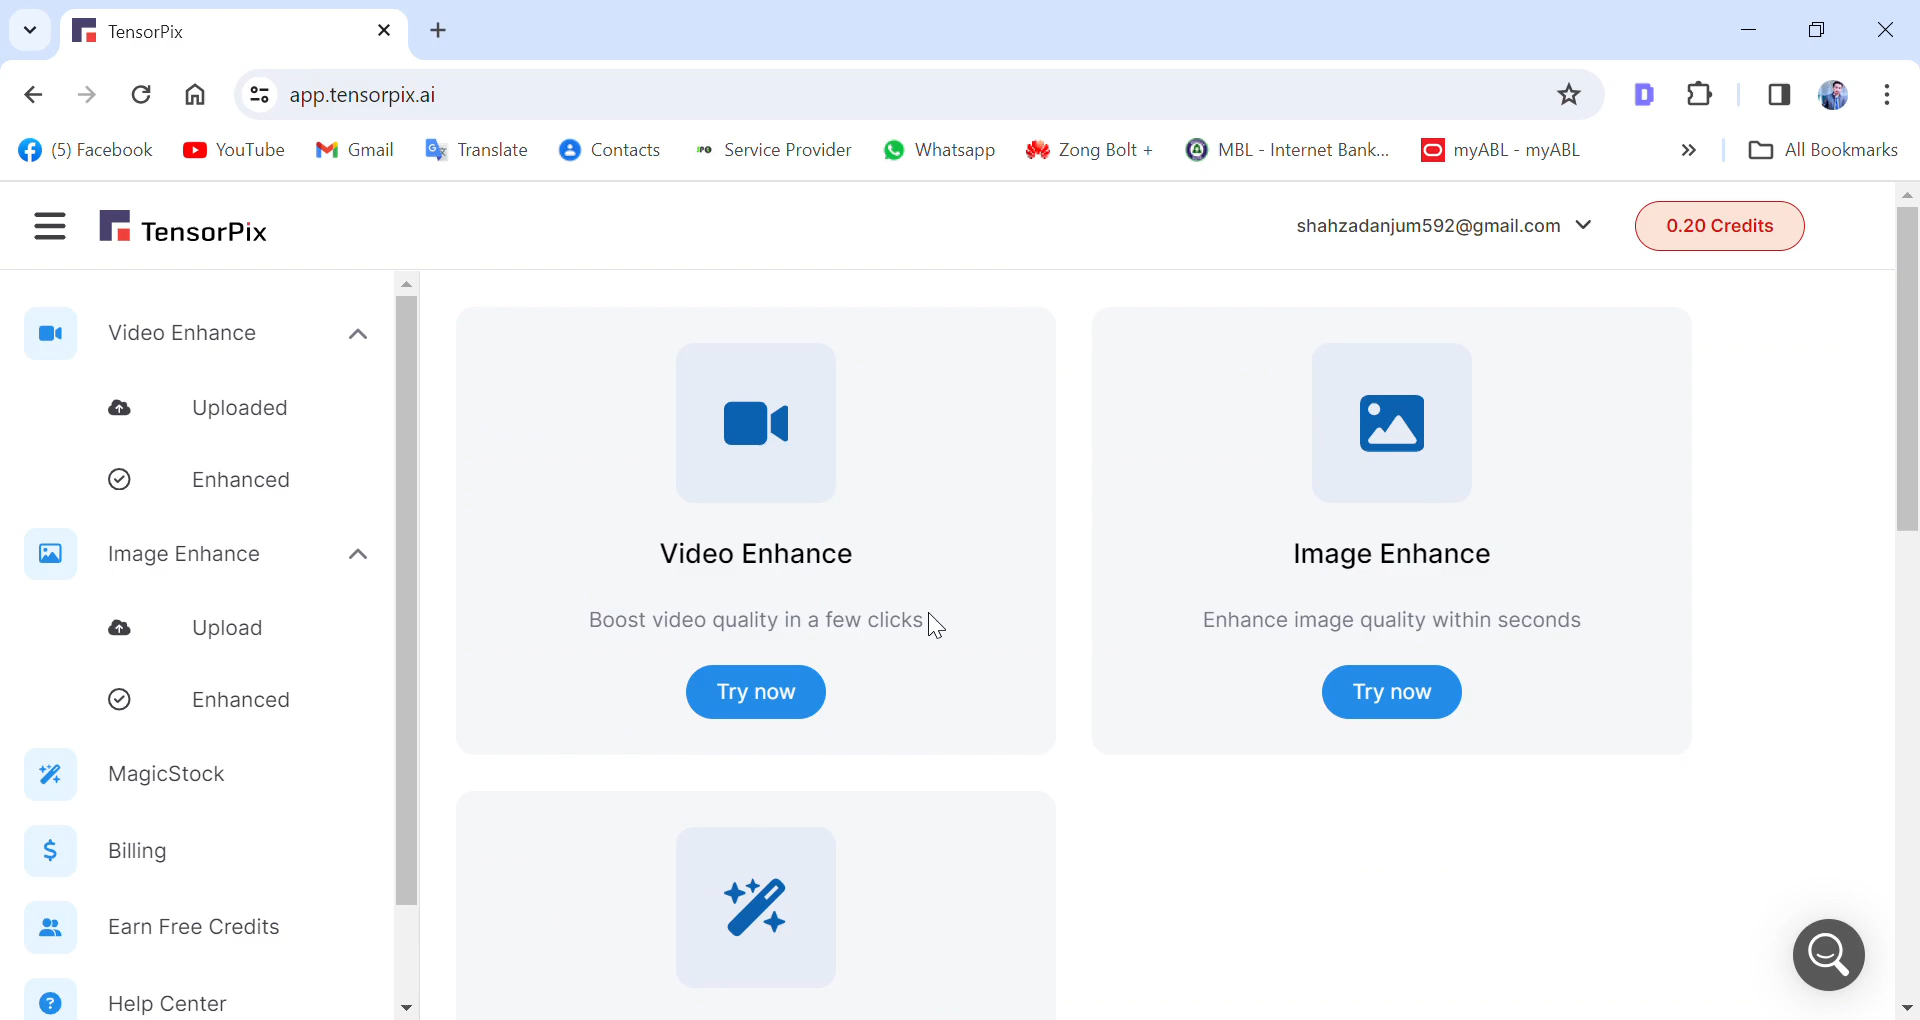 TensorPix
app.tensorpix.ai
(5) Facebook
YouTube
Gmail
Translate
Contacts
Service Provider
Whatsapp
Zong Bolt +
MBL - Internet Bank...
myABL - myABL
»
All Bookmarks
TensorPix
shahzadanjum592@gmail.com
0.20 Credits
Video Enhance
Uploaded
Enhanced
Image Enhance
Upload
Enhanced
MagicStock
Billing
Earn Free Credits
Help Center
Video Enhance
Boost video quality in a few clicks
Try now
Image Enhance
Enhance image quality within seconds
Try now